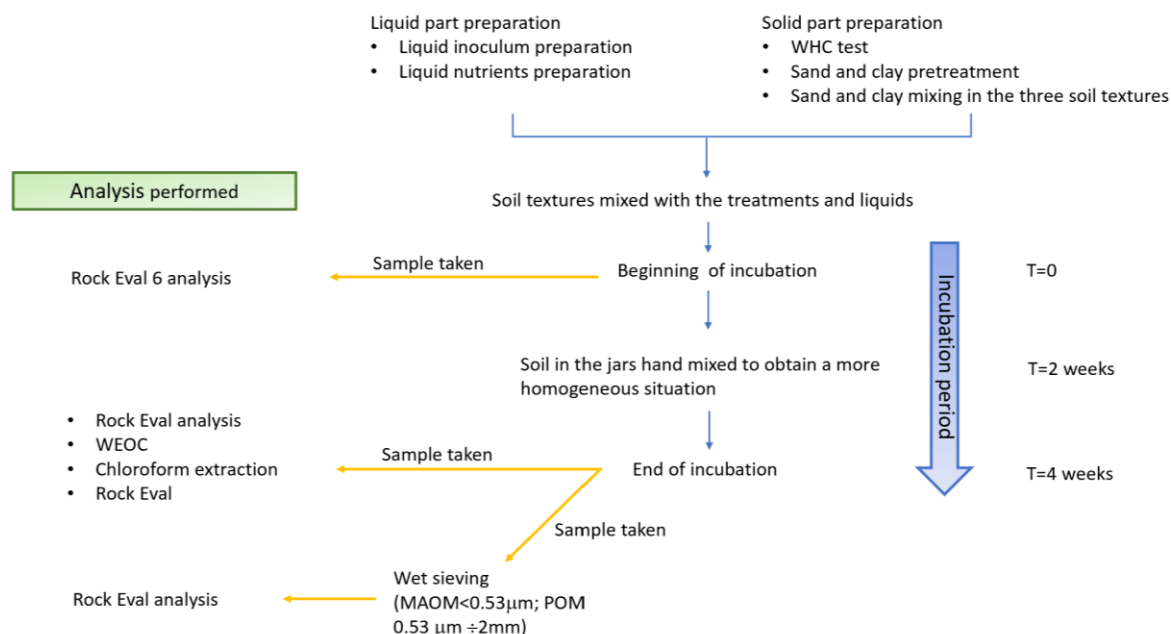 Liquid part preparation
• Liquid inoculum preparation
• Liquid nutrients preparation
Solid part preparation
• WHC test
• Sand and clay pretreatment
• Sand and clay mixing in the three soil textures
Analysis performed
Soil textures mixed with the treatments and liquids
Rock Eval 6 analysis
Sample taken
Beginning of incubation
T=0
Incubation period
Soil in the jars hand mixed to obtain a more
homogeneous situation
T=2 weeks
• Rock Eval analysis
• WEOC
• Chloroform extraction
• Rock Eval
Sample taken
End of incubation
T=4 weeks
Sample taken
Rock Eval analysis
Wet sieving
(MAOM<0.53μm; POM
0.53 μm ÷2mm)